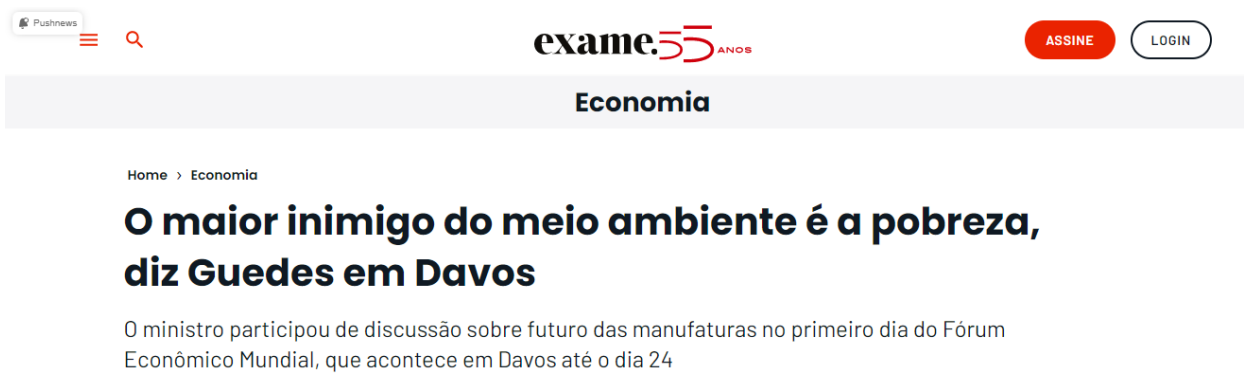 Pushnews
exame.55 ANOS
ASSINE
LOGIN
Economia
Home > Economia
O maior inimigo do meio ambiente é a pobreza,
diz Guedes em Davos
O ministro participou de discussão sobre futuro das manufaturas no primeiro dia do Fórum
Econômico Mundial, que acontece em Davos até o dia 24